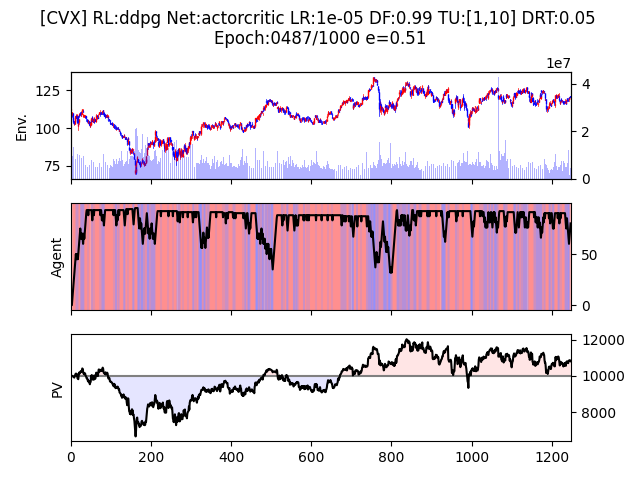 [CVX] RL:ddpg Net:actorcritic LR:1e-05 DF:0.99 TU:[1,10] DRT:0.05
Epoch:0487/1000 e=0.51
1e7
125
100
75
Env.
4
2
0
Agent
50
0
PV
12000
10000
8000
0 200 400 600 800 1000 1200